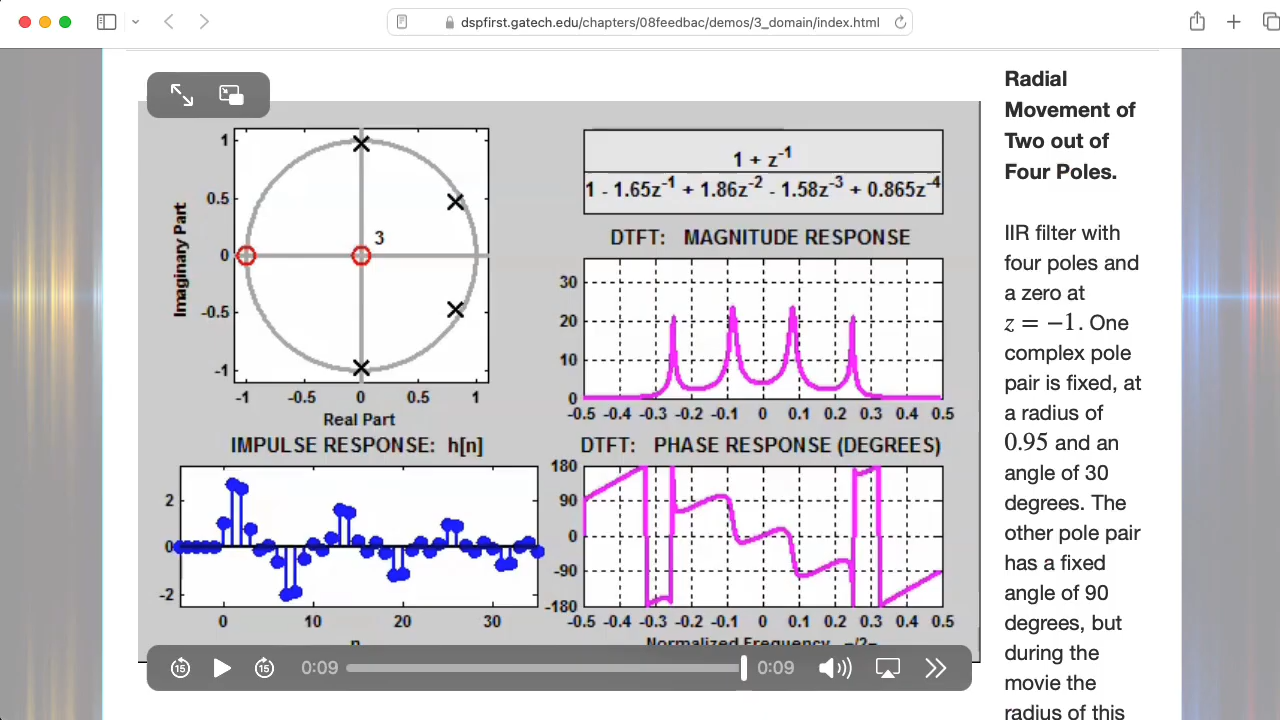 dspfirst.gatech.edu/chapters/08feedbac/demos/3_domain/index.html
Radial
Movement of
Two out of
Four Poles.
IIR filter with
four poles and
a zero at
z = −1. One
complex pole
pair is fixed, at
a radius of
0.95 and an
angle of 30
degrees. The
other pole pair
has a fixed
angle of 90
degrees, but
during the
movie the
radius of this
1
0.5
0
-0.5
-1
Imaginary Part
3
-1 -0.5 0 0.5 1
Real Part
1 + z-1
1 - 1.65z-1 + 1.86z-2 - 1.58z-3 + 0.865z-4
DTFT: MAGNITUDE RESPONSE
30
20
10
0
-0.5 -0.4 -0.3 -0.2 -0.1 0 0.1 0.2 0.3 0.4 0.5
IMPULSE RESPONSE: h[n]
2
0
-2
0 10 20 30
n
DTFT: PHASE RESPONSE (DEGREES)
180
90
0
-90
-180
-0.5 -0.4 -0.3 -0.2 -0.1 0 0.1 0.2 0.3 0.4 0.5
Normalized Frequency
15
15
0:09
0:09